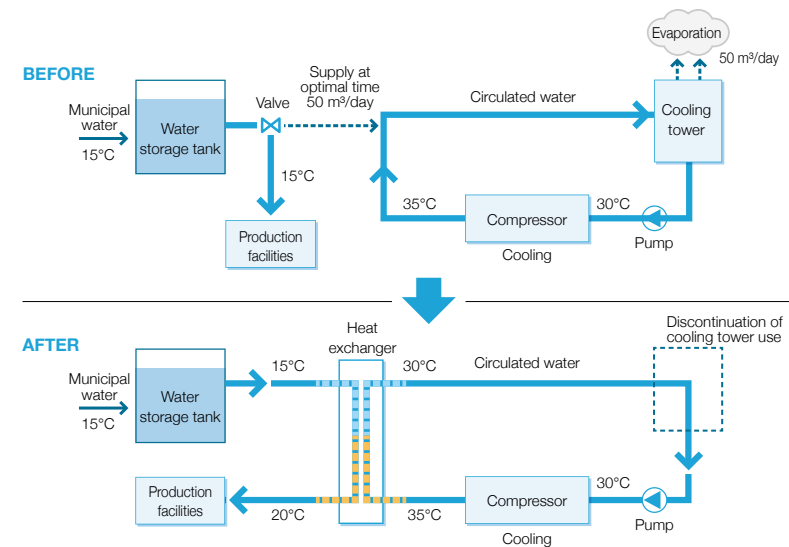 BEFORE
Municipal
water
15°C
Water
storage tank
Valve
Supply at
optimal time
50 m³/day
15°C
Production
facilities
Circulated water
Evaporation
50 m³/day
Cooling
tower
35°C
Compressor
Cooling
30°C
Pump
AFTER
Municipal
water
15°C
Water
storage tank
15°C
Heat
exchanger
30°C
Circulated water
Discontinuation of
cooling tower use
Production
facilities
20°C
35°C
Compressor
Cooling
30°C
Pump